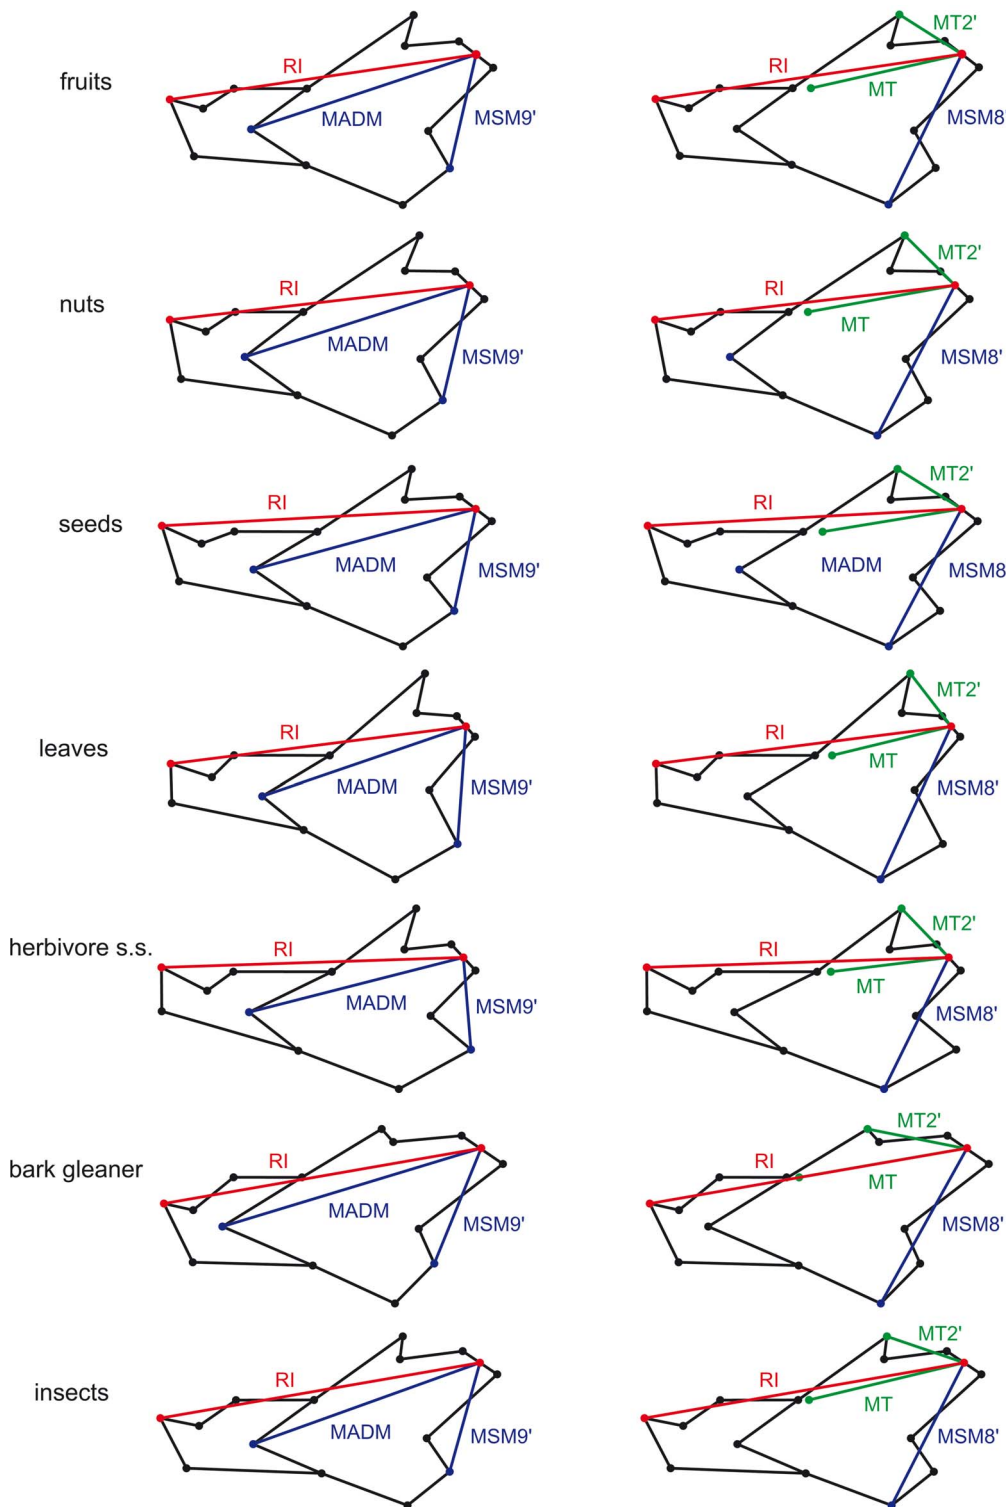 MT2'
RI
RI
fruits
MT
MADM
MSM9'
MSM8'
MT2'
RI
RI
nuts
MT
MADM
MSM9'
MSM8'
MT2'
RI
RI
seeds
MADM
MSM9'
MADM
MSM8
MT2'
RI
RI
leaves
MT
MADM
MSM9'
MSM8'
MT2'
herbivore s.s.
RI
RI
MT
MADM
MSM9'
MSM8'
MT2'
RI
RI
bark gleaner
MT
MADM
MSM9'
MSM8'
MT2'
RI
RI
insects
MT
MADM
MSM9'
MSM8'